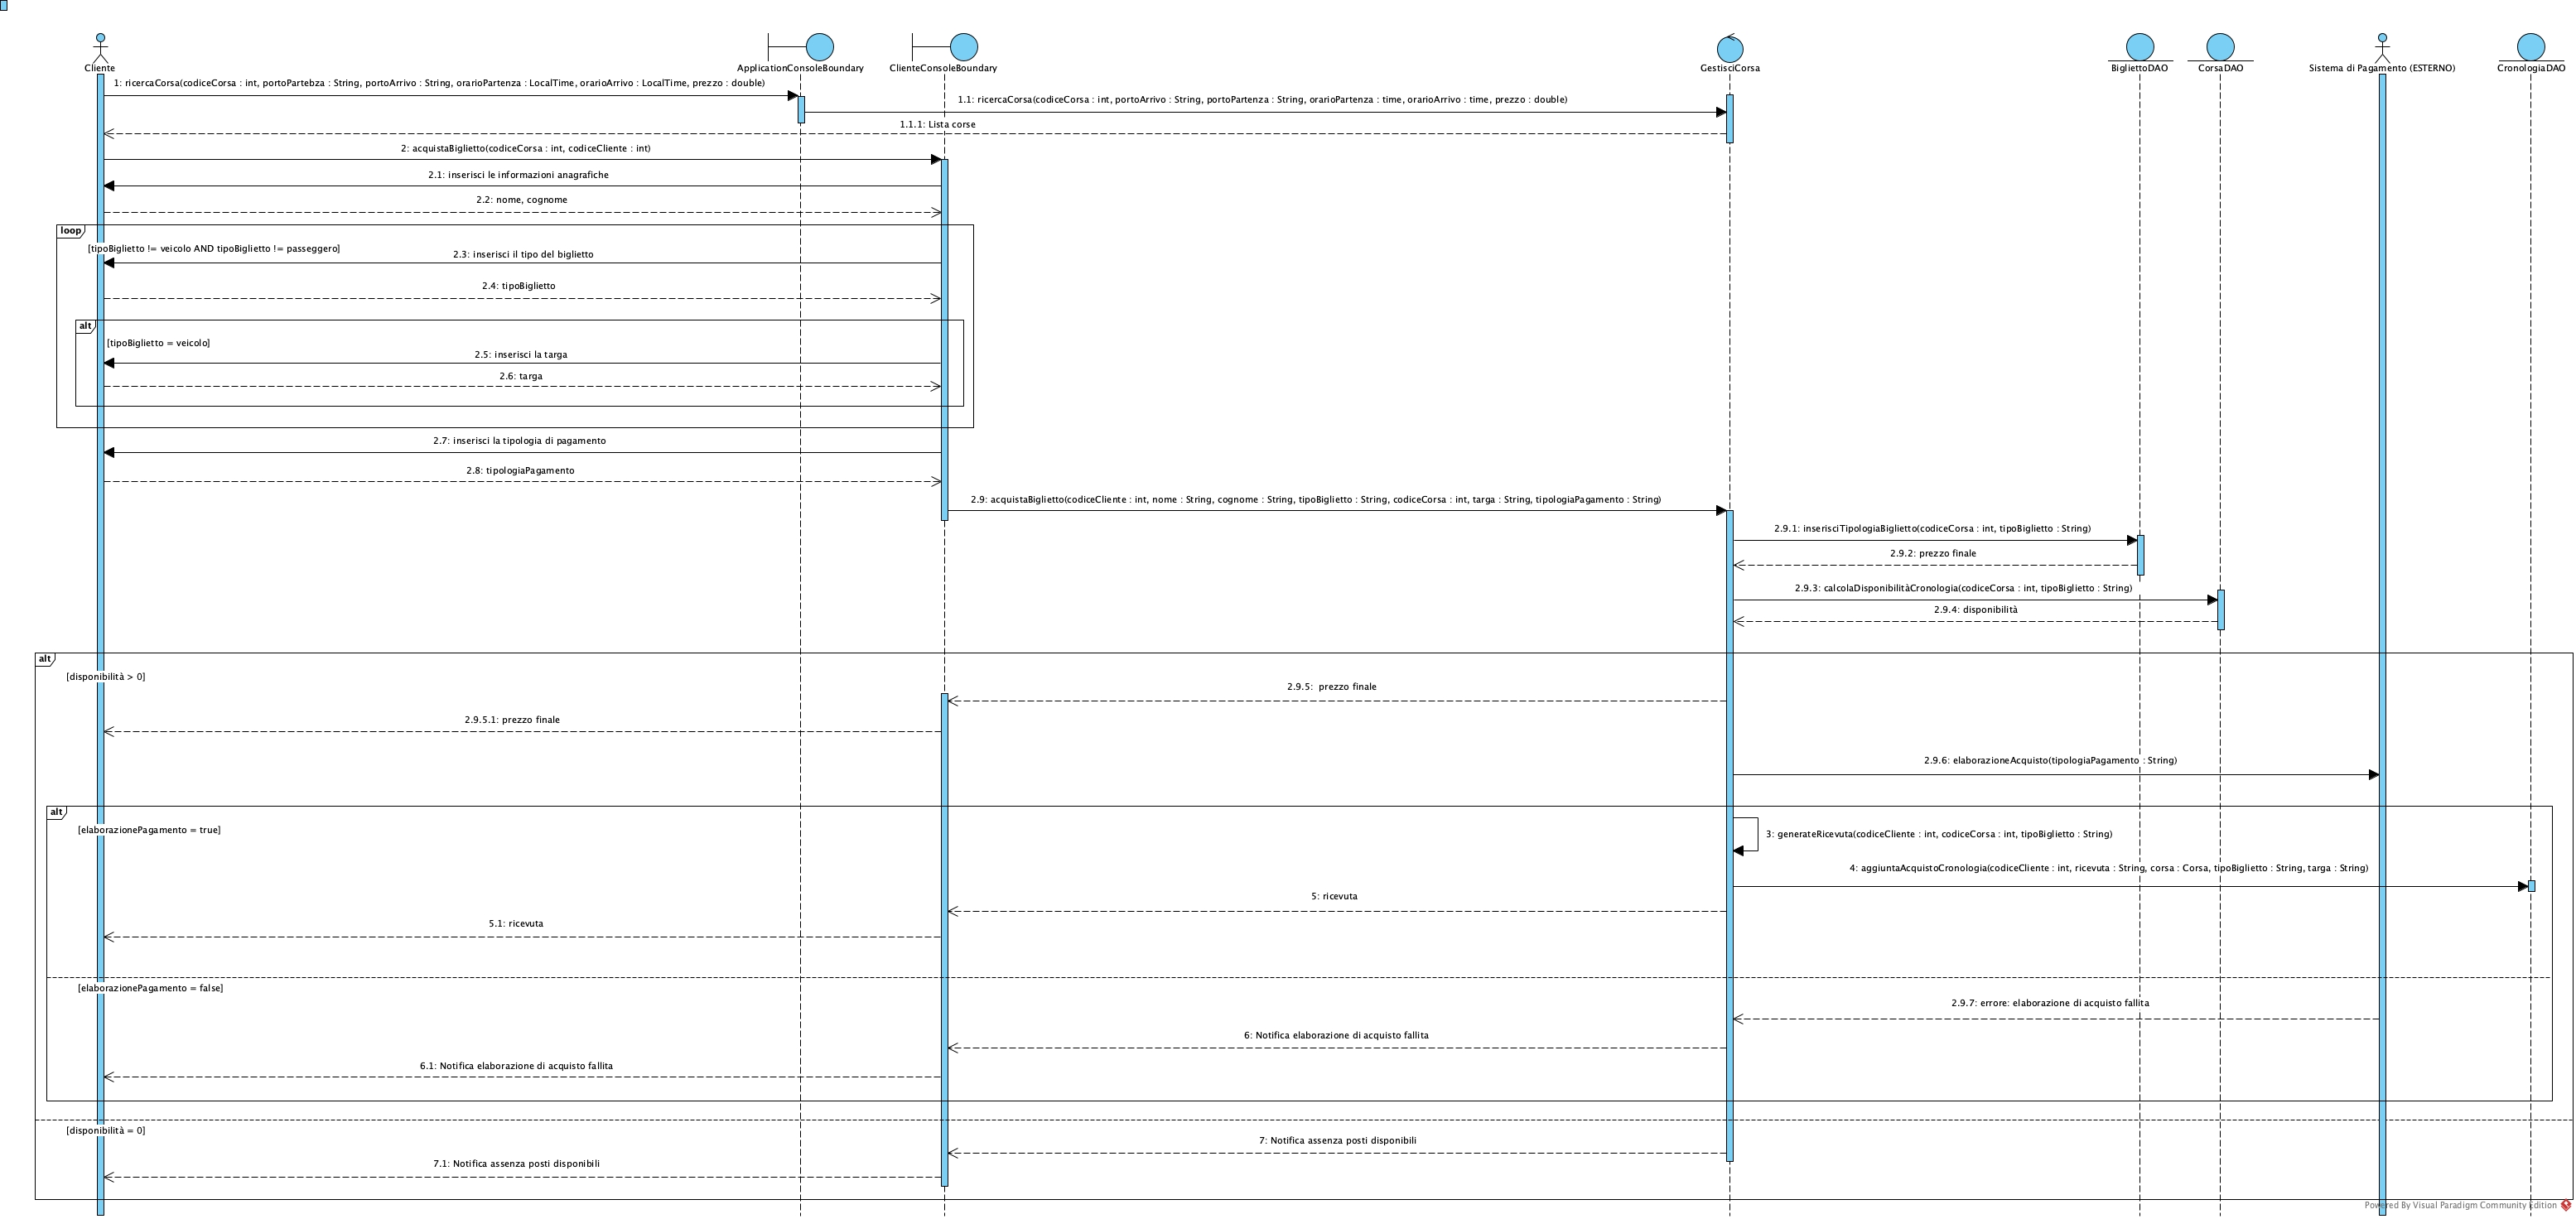 Cliente
ApplicationConsoleBoundary
ClienteConsoleBoundary
GestisciCorsa
BigliettoDAO
CorsaDAO
Sistema di Pagamento (ESTERNO)
CronologiaDAO
1: ricercaCorsa(codiceCorsa : int, portoPartebza : String, portoArrivo : String, orarioPartenza : LocalTime, orarioArrivo : LocalTime, prezzo : double)
1.1: ricercaCorsa(codiceCorsa : int, portoArrivo : String, portoPartenza : String, orarioPartenza : time, orarioArrivo : time, prezzo : double)
1.1.1: Lista corse
2: acquistaBiglietto(codiceCorsa : int, codiceCliente : int)
2.1: inserisci le informazioni anagrafiche
2.2: nome, cognome
loop
[tipoBiglietto != veicolo AND tipoBiglietto != passeggero]
2.3: inserisci il tipo del biglietto
2.4: tipoBiglietto
alt
[tipoBiglietto = veicolo]
2.5: inserisci la targa
2.6: targa
2.7: inserisci la tipologia di pagamento
2.8: tipologiaPagamento
2.9: acquistaBiglietto(codiceCliente : int, nome : String, cognome : String, tipoBiglietto : String, codiceCorsa : int, targa : String, tipologiaPagamento : String)
2.9.1: inserisciTipologiaBiglietto(codiceCorsa : int, tipoBiglietto : String)
2.9.2: prezzo finale
2.9.3: calcolaDisponibilitàCronologia(codiceCorsa : int, tipoBiglietto : String)
2.9.4: disponibilità
alt
[disponibilità > 0]
2.9.5: prezzo finale
2.9.5.1: prezzo finale
2.9.6: elaborazioneAcquisto(tipologiaPagamento : String)
alt
[elaborazionePagamento = true]
3: generateRicevuta(codiceCliente : int, codiceCorsa : int, tipoBiglietto : String)
4: aggiuntaAcquistoCronologia(codiceCliente : int, ricevuta : String, corsa : Corsa, tipoBiglietto : String, targa : String)
5: ricevuta
5.1: ricevuta
[elaborazionePagamento = false]
2.9.7: errore: elaborazione di acquisto fallita
6: Notifica elaborazione di acquisto fallita
6.1: Notifica elaborazione di acquisto fallita
[disponibilità = 0]
7: Notifica assenza posti disponibili
7.1: Notifica assenza posti disponibili
Powered By Visual Paradigm Community Edition